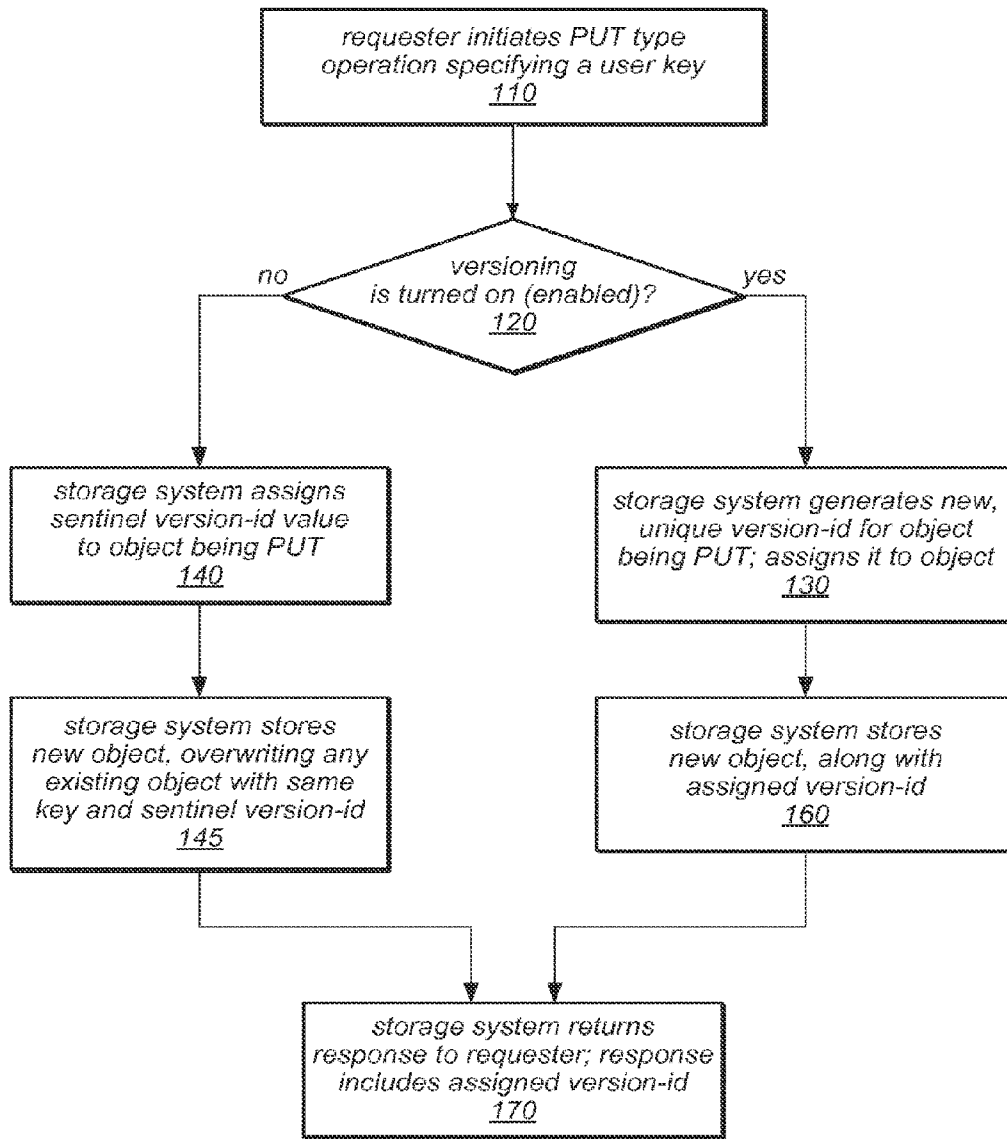 requester initiates PUT type
operation specifying a user key
110
versioning
is turned on (enabled)?
120
no
yes
storage system assigns
sentinel version-id value
to object being PUT
140
storage system generates new,
unique version-id for object
being PUT; assigns it to object
130
storage system stores
new object, overwriting any
existing object with same
key and sentinel version-id
145
storage system stores
new object, along with
assigned version-id
160
storage system returns
response to requester; response
includes assigned version-id
170